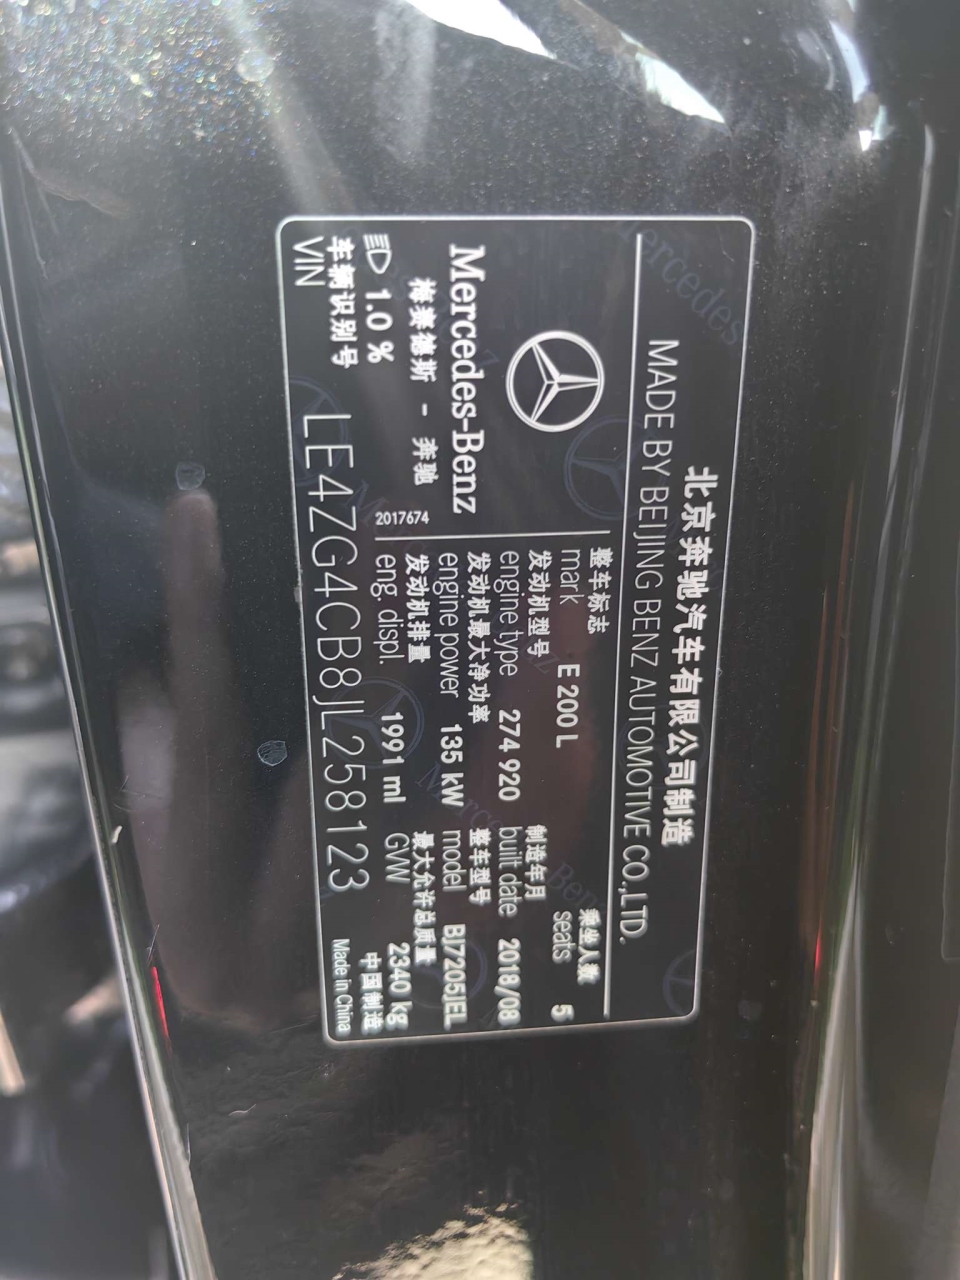 北京奔驰汽车有限公司制造
MADE BY BEIJING BENZ AUTOMOTIVE CO.,LTD.
Mercedes-Benz
梅赛德斯 - 奔驰
1.0 %
2017674
整车标志 乘坐人数
mark E 200 L seats 5
发动机型号 制造年月
engine type 274 920 built date 2018/08
发动机最大净功率 整车型号
engine power 135 kW model BJ7205JEL
发动机排量 最大允许总质量
eng. displ. 1991 ml GW 2340 kg
车辆识别号 中国制造
VIN LE4ZG4CB8JL258123 Made in China